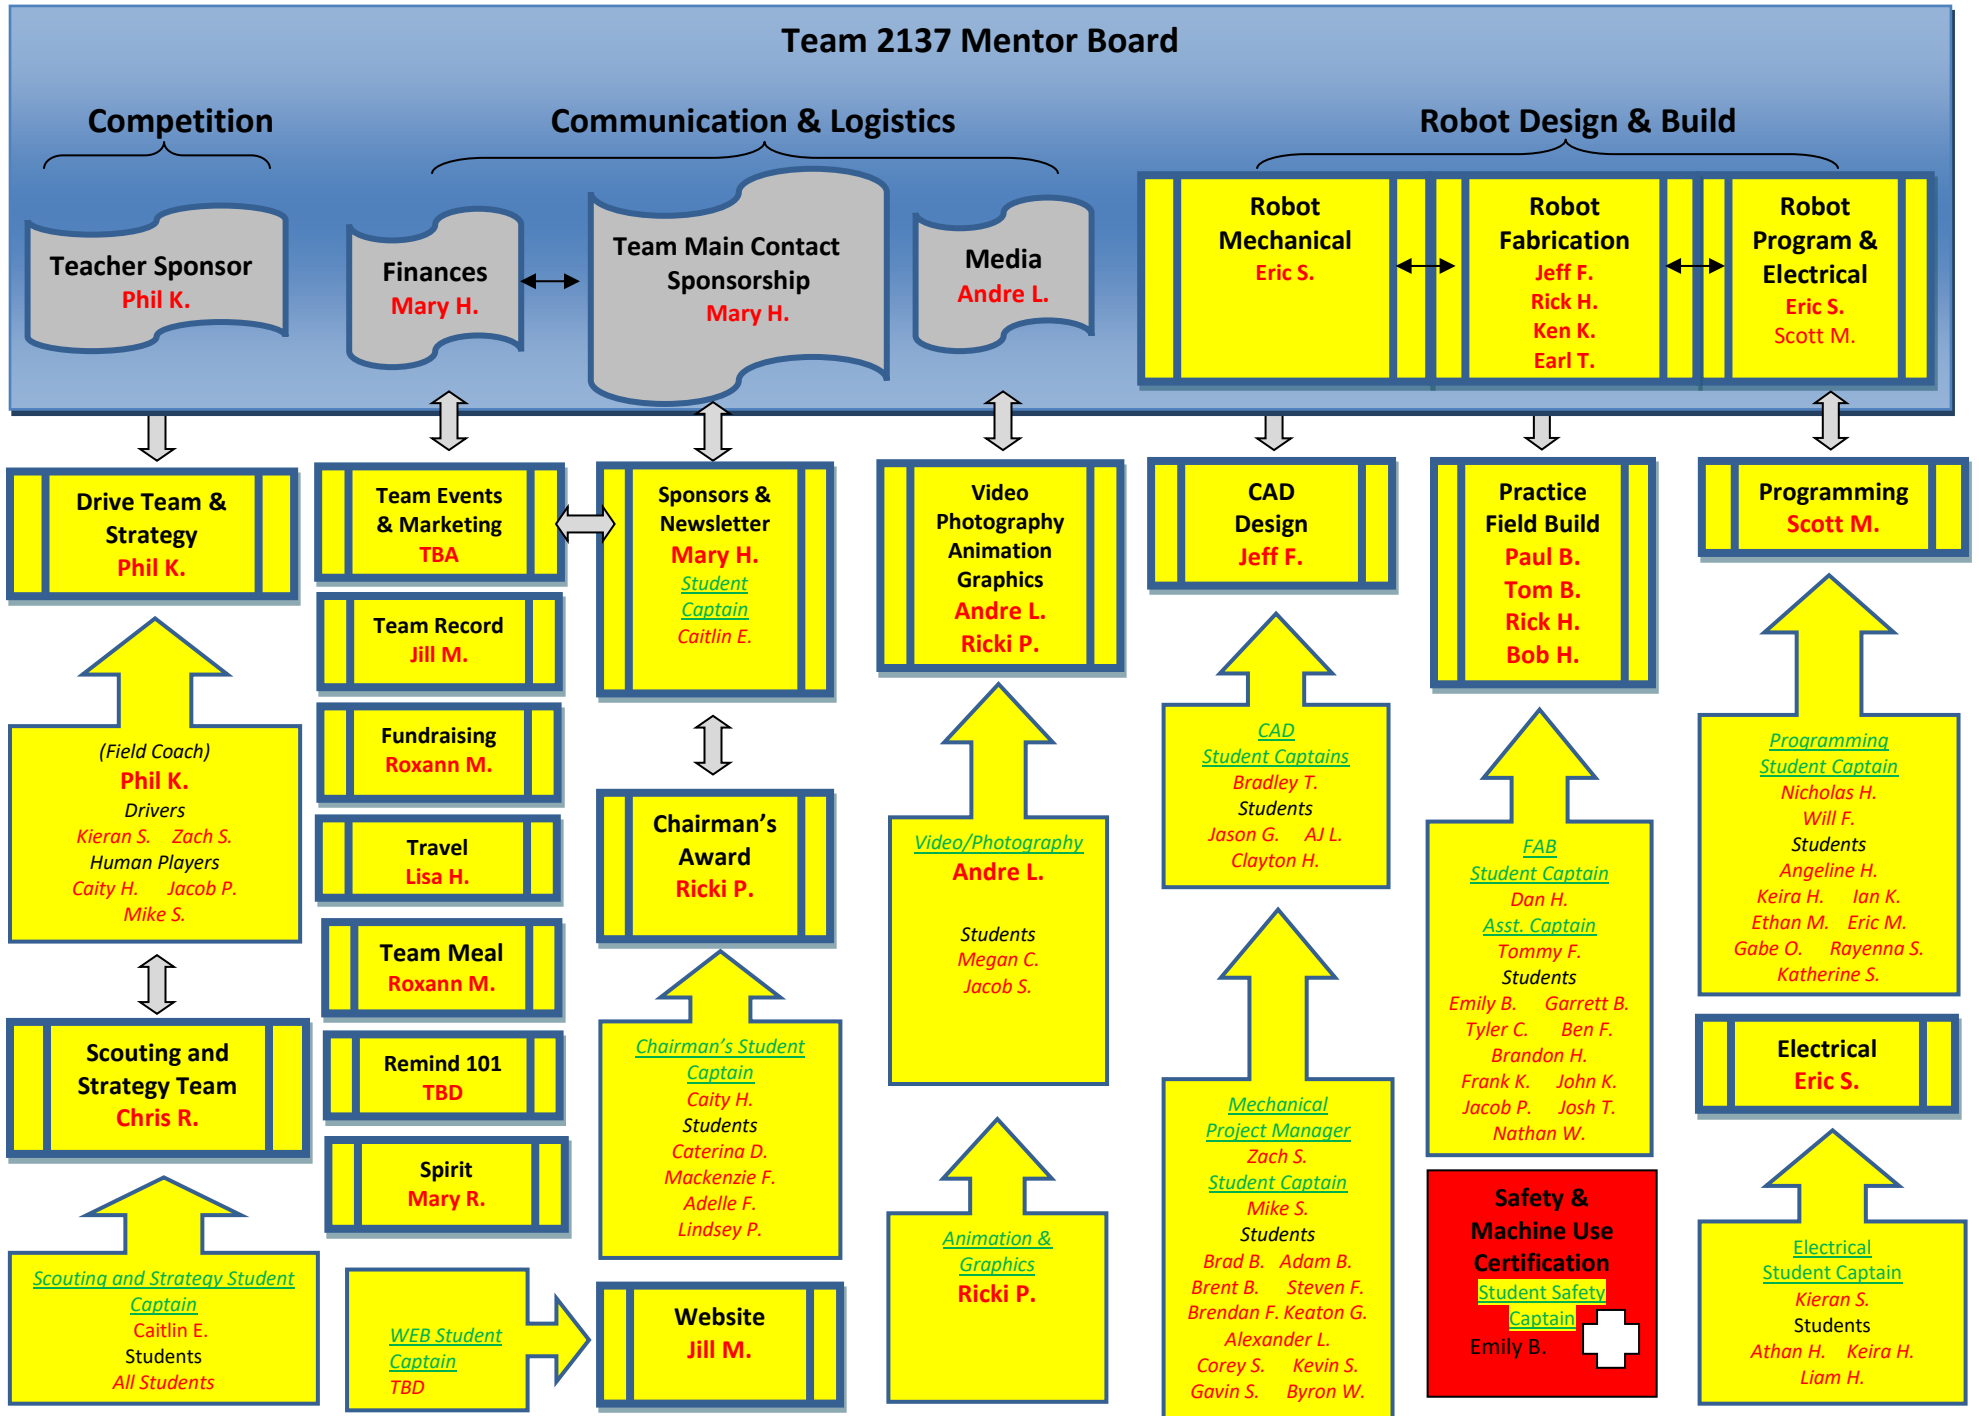 Team 2137 Mentor Board
Competition
Communication & Logistics
Robot Design & Build
Teacher Sponsor
Phil K.
Finances
Mary H.
Team Main Contact
Sponsorship
Mary H.
Media
Andre L.
Robot
Mechanical
Eric S.
Robot
Fabrication
Jeff F.
Rick H.
Ken K.
Earl T.
Robot
Program &
Electrical
Eric S.
Scott M.
Drive Team &
Strategy
Phil K.
(Field Coach)
Phil K.
Drivers
Kieran S. Zach S.
Human Players
Caity H. Jacob P.
Mike S.
Scouting and
Strategy Team
Chris R.
Scouting and Strategy Student
Captain
Caitlin E.
Students
All Students
Team Events
& Marketing
TBA
Team Record
Jill M.
Fundraising
Roxann M.
Travel
Lisa H.
Team Meal
Roxann M.
Remind 101
TBD
Spirit
Mary R.
WEB Student
Captain
TBD
Sponsors &
Newsletter
Mary H.
Student
Captain
Caitlin E.
Chairman's
Award
Ricki P.
Chairman's Student
Captain
Caity H.
Students
Caterina D.
Mackenzie F.
Adelle F.
Lindsey P.
Website
Jill M.
Video
Photography
Animation
Graphics
Andre L.
Ricki P.
Video/Photography
Andre L.
Students
Megan C.
Jacob S.
Animation &
Graphics
Ricki P.
CAD
Design
Jeff F.
CAD
Student Captains
Bradley T.
Students
Jason G. AJ L.
Clayton H.
Mechanical
Project Manager
Zach S.
Student Captain
Mike S.
Students
Brad B. Adam B.
Brent B. Steven F.
Brendan F. Keaton G.
Alexander L.
Corey S. Kevin S.
Gavin S. Byron W.
Practice
Field Build
Paul B.
Tom B.
Rick H.
Bob H.
FAB
Student Captain
Dan H.
Asst. Captain
Tommy F.
Students
Emily B. Garrett B.
Tyler C. Ben F.
Brandon H.
Frank K. John K.
Jacob P. Josh T.
Nathan W.
Safety &
Machine Use
Certification
Student Safety
Captain
Emily B.
Programming
Scott M.
Programming
Student Captain
Nicholas H.
Will F.
Students
Angeline H.
Keira H. Ian K.
Ethan M. Eric M.
Gabe O. Rayenna S.
Katherine S.
Electrical
Eric S.
Electrical
Student Captain
Kieran S.
Students
Athan H. Keira H.
Liam H.